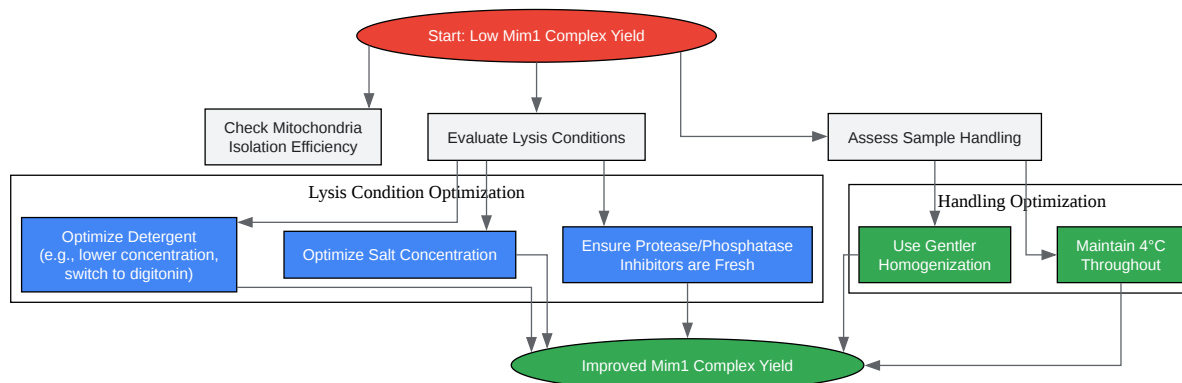 Start: Low Mim1 Complex Yield
Check Mitochondria
Isolation Efficiency
Evaluate Lysis Conditions
Assess Sample Handling
Lysis Condition Optimization
Handling Optimization
Optimize Detergent
(e.g., lower concentration,
switch to digitonin)
Optimize Salt Concentration
Ensure Protease/Phosphatase
Inhibitors are Fresh
Use Gentler
Homogenization
Maintain 4°C
Throughout
Improved Mim1 Complex Yield